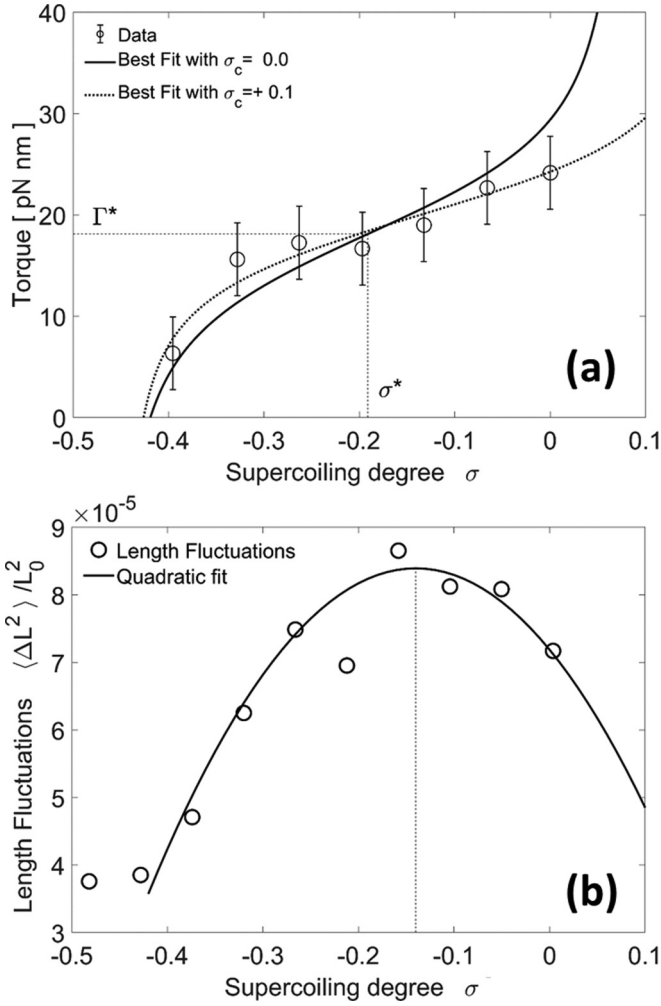 40
30
20
10
0
Torque [ pN nm]
Data
Best Fit with σc= 0.0
Best Fit with σc=+ 0.1
Γ*
σ*
(a)
-0.5 -0.4 -0.3 -0.2 -0.1 0 0.1
Supercoiling degree σ
×10-5
9
8
7
6
5
4
3
Length Fluctuations ⟨ΔL2⟩/L02
Length Fluctuations
Quadratic fit
(b)
-0.5 -0.4 -0.3 -0.2 -0.1 0 0.1
Supercoiling degree σ